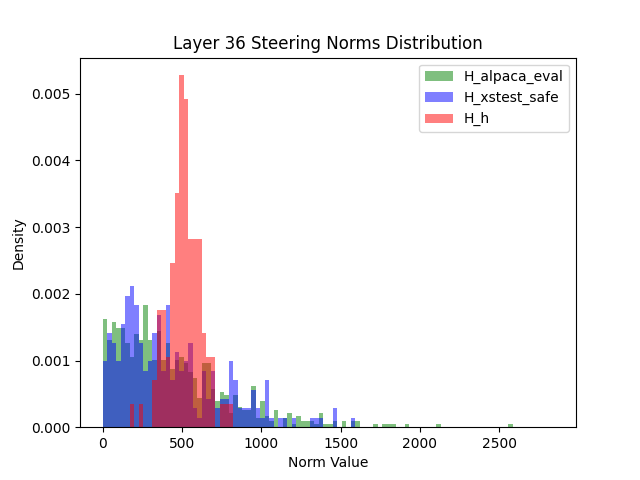 Layer 36 Steering Norms Distribution
H_alpaca_eval
H_xstest_safe
H_h
0.005
0.004
0.003
0.002
0.001
0.000
Density
0
500
1000
1500
2000
2500
Norm Value